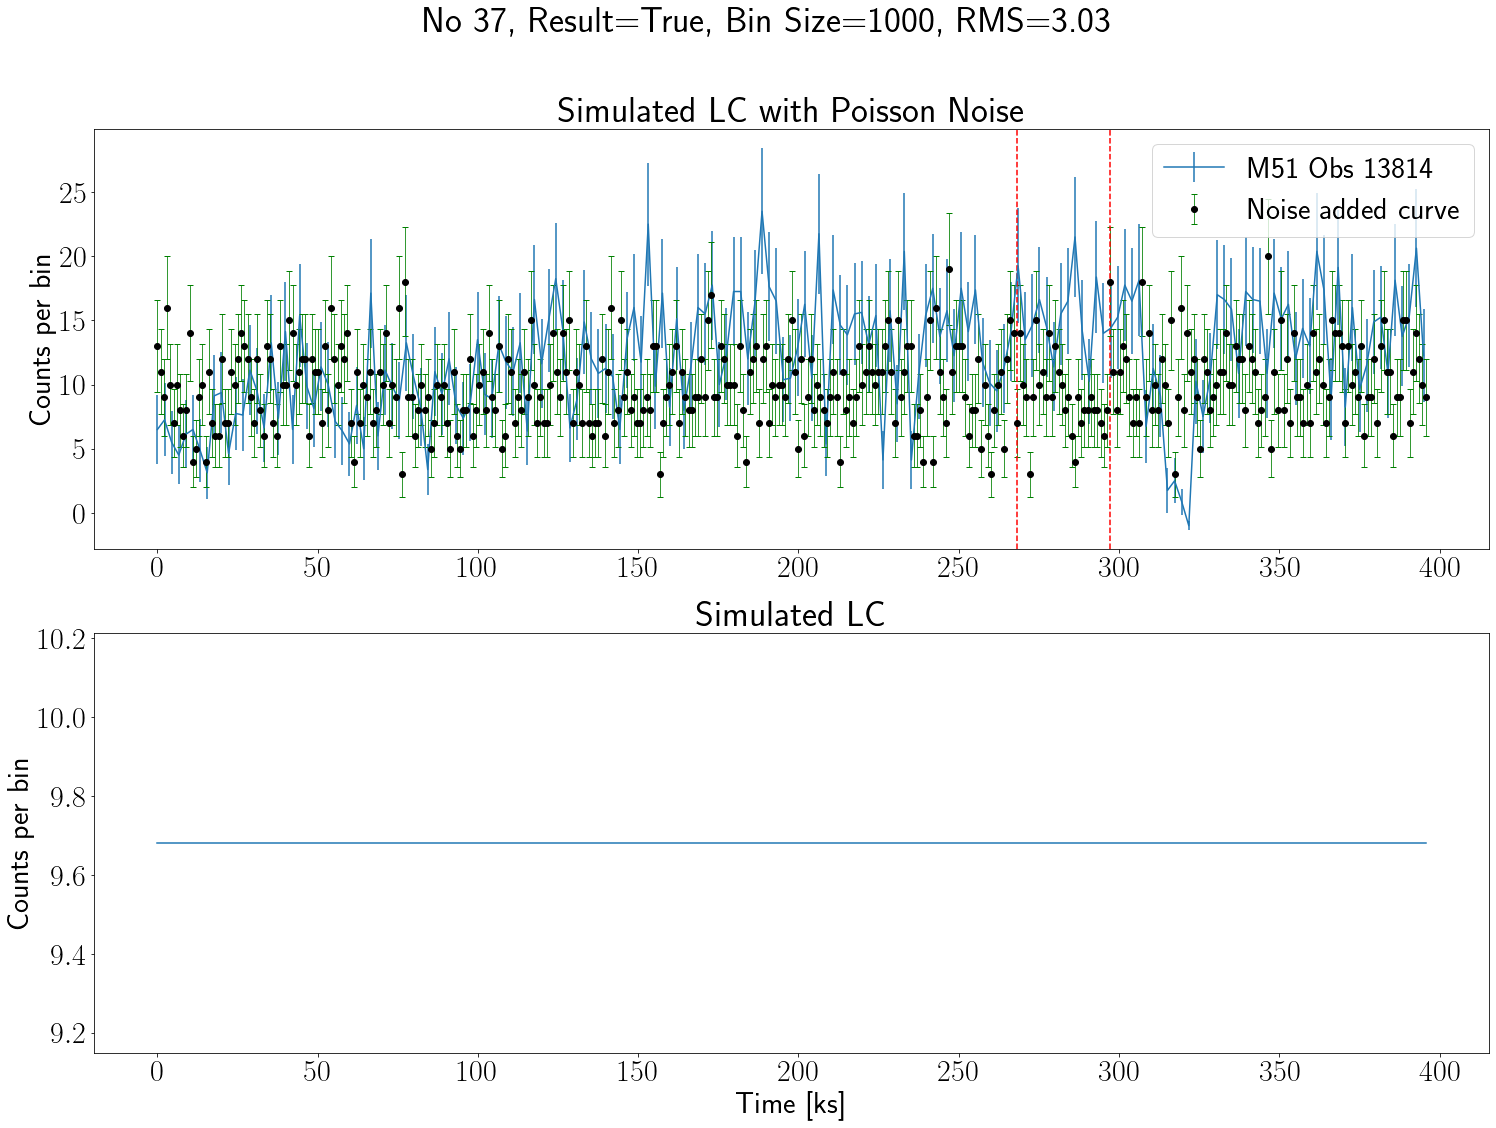 No 37, Result=True, Bin Size=1000, RMS=3.03
Simulated LC with Poisson Noise
Counts per bin
25
20
15
10
5
0
M51 Obs 13814
Noise added curve
0 50 100 150 200 250 300 350 400
Simulated LC
Counts per bin
10.2
10.0
9.8
9.6
9.4
9.2
0 50 100 150 200 250 300 350 400
Time [ks]